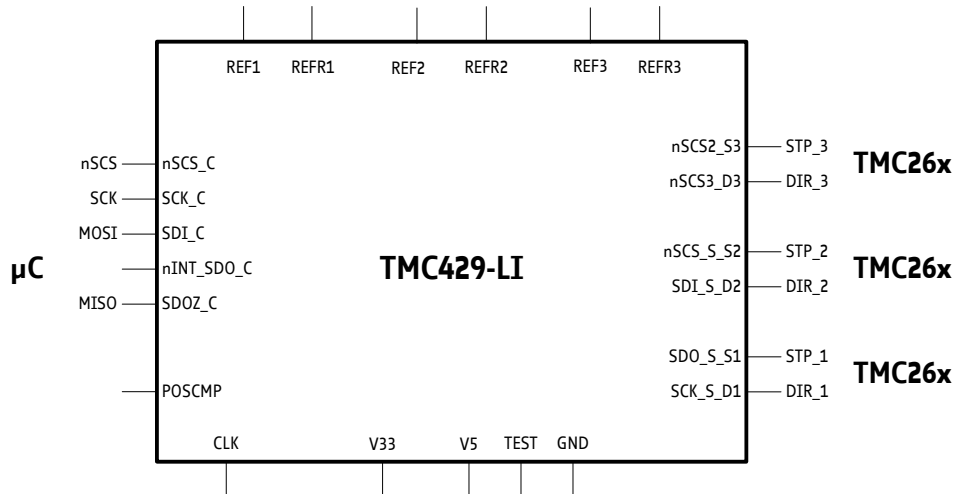 REF1 REFR1 REF2 REFR2 REF3 REFR3
nSCS2_S3 STP_3
TMC26x
nSCS nSCS_C
nSCS3_D3 DIR_3
SCK SCK_C
MOSI SDI_C
nSCS_S_S2 STP_2
µC nINT_SDO_C TMC429-LI TMC26x
SDI_S_D2 DIR_2
MISO SDOZ_C
SDO_S_S1 STP_1
TMC26x
POSCMP SCK_S_D1 DIR_1
CLK V33 V5 TEST GND